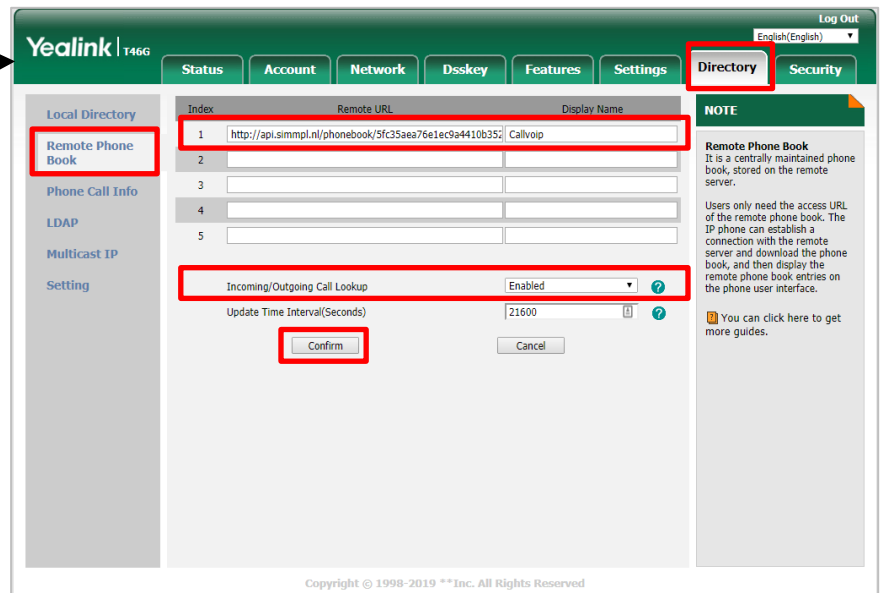 Log Out
Yealink T46G
English(English)
Status Account Network Dsskey Features Settings Directory Security
Local Directory
Remote Phone
Book
Phone Call Info
LDAP
Multicast IP
Setting
Index Remote URL Display Name
1 http://api.simmpl.nl/phonebook/5fc35aea76e1ec9a4410b352 Callvoip
2
3
4
5
Incoming/Outgoing Call Lookup Enabled ?
Update Time Interval(Seconds) 21600 ?
Confirm Cancel
NOTE
Remote Phone Book
It is a centrally maintained phone
book, stored on the remote
server.
Users only need the access URL
of the remote phone book. The
IP phone can establish a
connection with the remote
server and download the phone
book, and then display the
remote phone book entries on
the phone user interface.
You can click here to get
more guides.
Copyright © 1998-2019 **Inc. All Rights Reserved